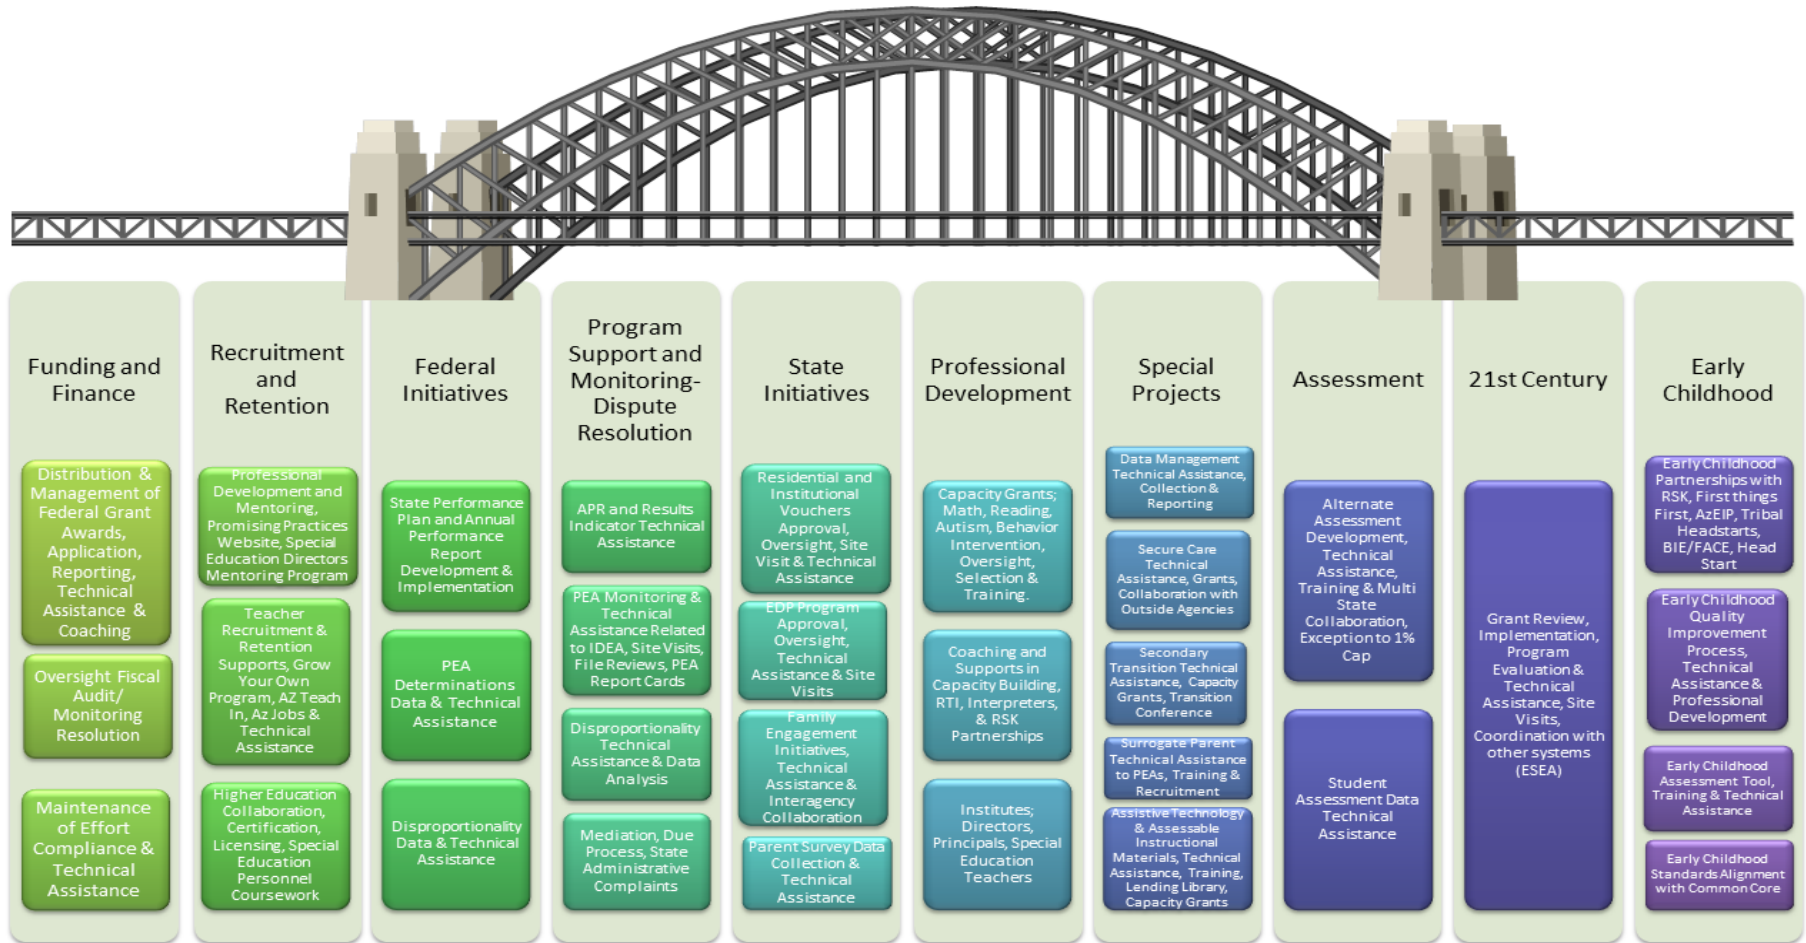 Funding and
Finance
Distribution &
Management of
Federal Grant
Awards,
Application,
Reporting,
Technical
Assistance &
Coaching
Oversight Fiscal
Audit/
Monitoring
Resolution
Maintenance
of Effort
Compliance &
Technical
Assistance
Recruitment
and
Retention
Professional
Development and
Mentoring,
Promising Practices
Website, Special
Education Directors
Mentoring Program
Teacher
Recruitment &
Retention
Supports, Grow
Your Own
Program, AZ Teach
In, Az Jobs &
Technical
Assistance
Higher Education
Collaboration,
Certification,
Licensing, Special
Education
Personnel
Coursework
Federal
Initiatives
State Performance
Plan and Annual
Performance
Report
Development &
Implementation
PEA
Determinations
Data & Technical
Assistance
Disproportionality
Data & Technical
Assistance
Program
Support and
Monitoring-
Dispute
Resolution
APR and Results
Indicator Technical
Assistance
PEA Monitoring &
Technical
Assistance Related
to IDEA, Site Visits,
File Reviews, PEA
Report Cards
Disproportionality
Technical
Assistance & Data
Analysis
Mediation, Due
Process, State
Administrative
Complaints
State
Initiatives
Residential and
Institutional
Vouchers
Approval,
Oversight, Site
Visit & Technical
Assistance
EDP Program
Approval,
Oversight,
Technical
Assistance & Site
Visits
Family
Engagement
Initiatives,
Technical
Assistance &
Interagency
Collaboration
Parent Survey Data
Collection &
Technical
Assistance
Professional
Development
Capacity Grants;
Math, Reading,
Autism, Behavior
Intervention,
Oversight,
Selection &
Training.
Coaching and
Supports in
Capacity Building,
RTI, Interpreters,
& RSK
Partnerships
Institutes;
Directors,
Principals, Special
Education
Teachers
Special
Projects
Data Management
Technical Assistance,
Collection &
Reporting
Secure Care
Technical
Assistance, Grants,
Collaboration with
Outside Agencies
Secondary
Transition Technical
Assistance, Capacity
Grants, Transition
Conference
Surrogate Parent
Technical Assistance
to PEAs, Training &
Recruitment
Assistive Technology
& Assessable
Instructional
Materials, Technical
Assistance, Training,
Lending Library,
Capacity Grants
Assessment
Alternate
Assessment
Development,
Technical
Assistance,
Training & Multi
State
Collaboration,
Exception to 1%
Cap
Student
Assessment Data
Technical
Assistance
21st Century
Grant Review,
Implementation,
Program
Evaluation &
Technical
Assistance, Site
Visits,
Coordination with
other systems
(ESEA)
Early
Childhood
Early Childhood
Partnerships with
RSK, First things
First, AzEIP, Tribal
Headstarts,
BIE/FACE, Head
Start
Early Childhood
Quality
Improvement
Process,
Technical
Assistance &
Professional
Development
Early Childhood
Assessment Tool,
Training & Technical
Assistance
Early Childhood
Standards Alignment
with Common Core